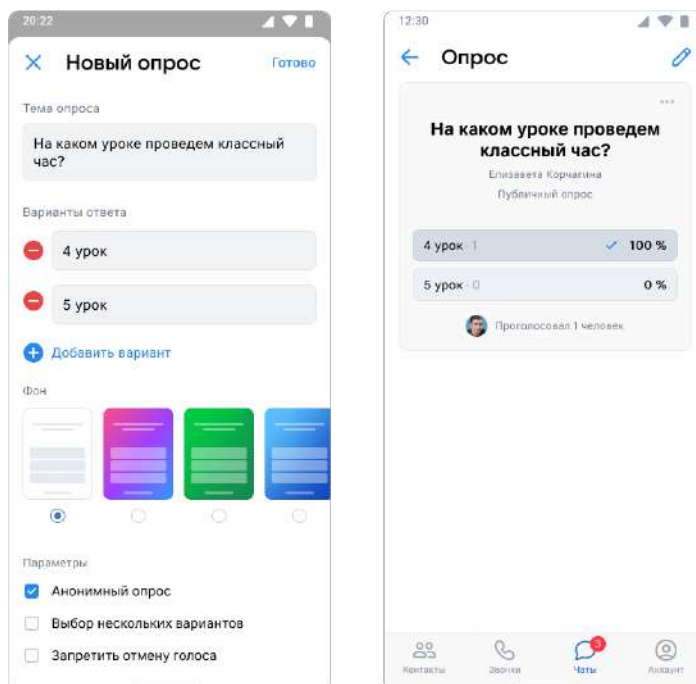 20:22
Новый опрос
Готово
Тема опроса
На каком уроке проведем классный
час?
Варианты ответа
4 урок
5 урок
Добавить вариант
Фон
Параметры
Анонимный опрос
Выбор нескольких вариантов
Запретить отмену голоса
12:30
Опрос
На каком уроке проведем
классный час?
Елизавета Корчагина
Публичный опрос
4 урок · 1
100 %
5 урок · 0
0 %
Проголосовал 1 человек
Контакты
Звонки
3
Чаты
Аккаунт